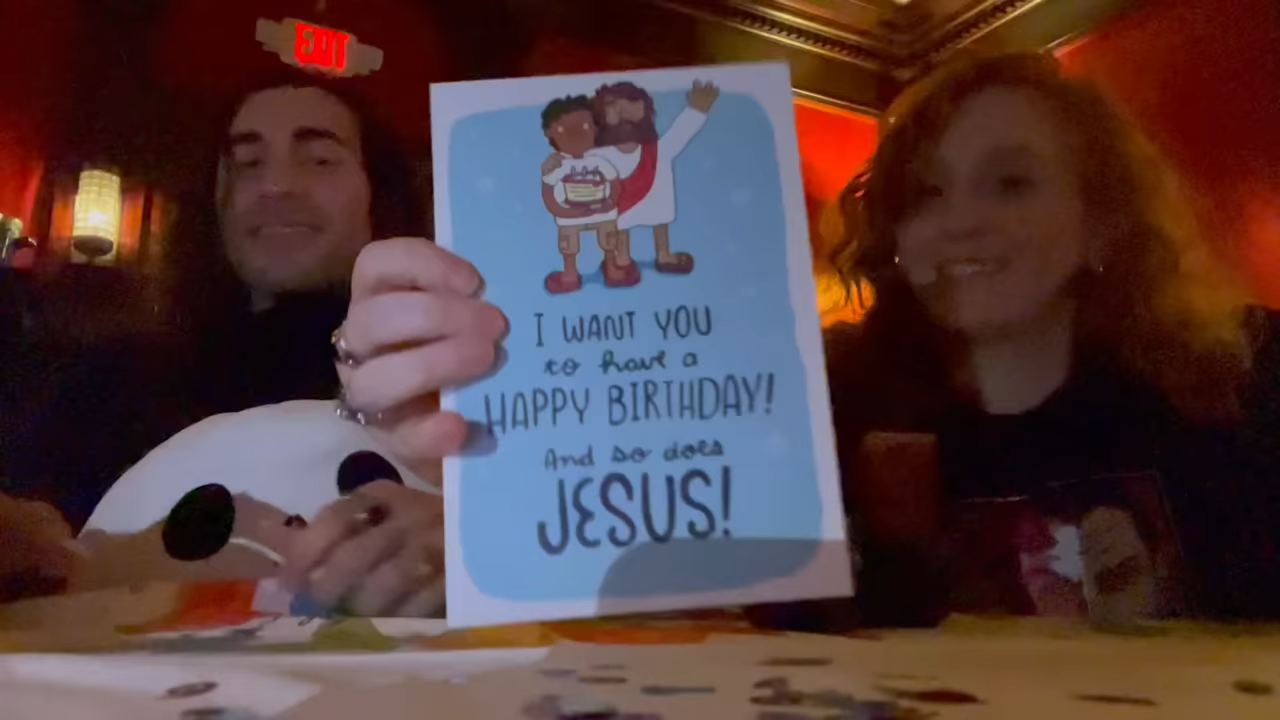 EXIT
I WANT YOU
to have a
HAPPY BIRTHDAY!
And so does
JESUS!